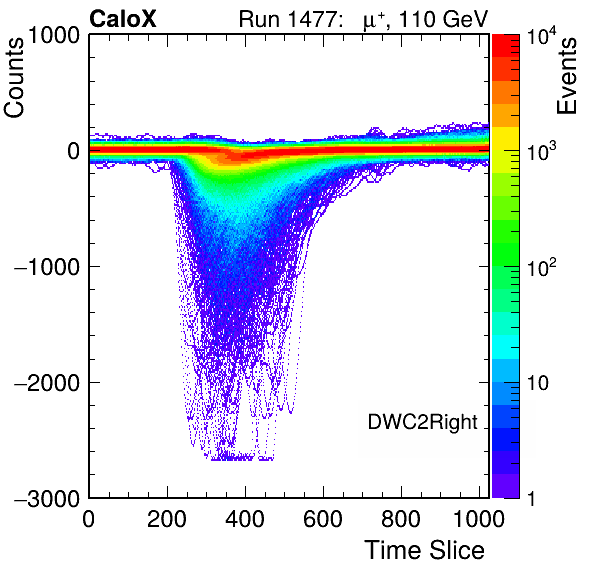 CaloX Run 1477: μ⁺, 110 GeV
Counts
Events
1000
0
−1000
−2000
−3000
10⁴
10³
10²
10
1
DWC2Right
0 200 400 600 800 1000
Time Slice